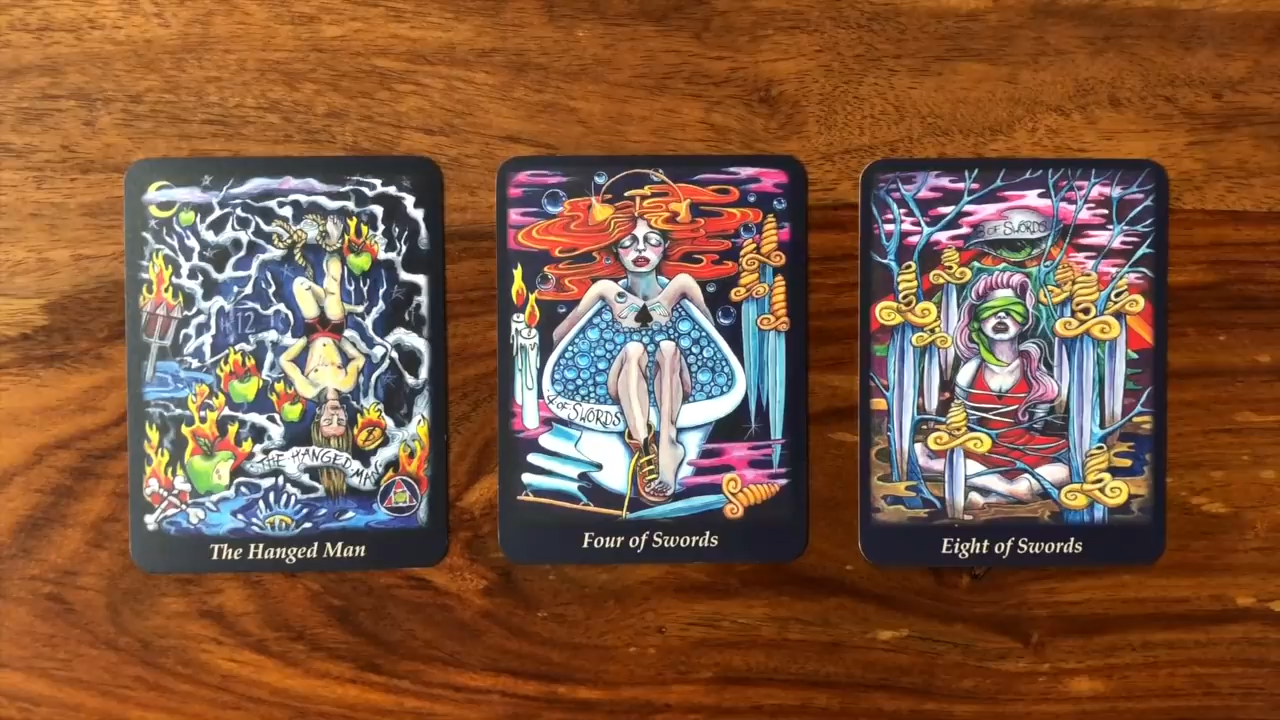 12
THE HANGED MAN
The Hanged Man
4 OF SWORDS
Four of Swords
8 OF SWORDS
Eight of Swords